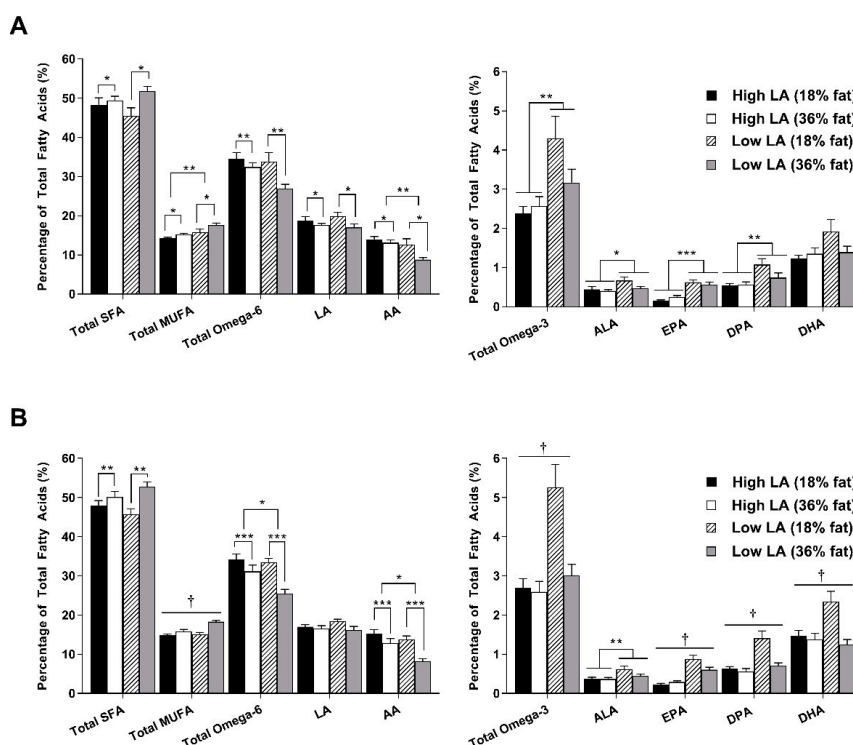 A
Percentage of Total Fatty Acids (%)
60
50
40
30
20
10
0
* *
** * *
** **
* *
* ** *
Total SFA
Total MUFA
Total Omega-6
LA
AA
Percentage of Total Fatty Acids (%)
6
5
4
3
2
1
0
**
*
***
**
High LA (18% fat)
High LA (36% fat)
Low LA (18% fat)
Low LA (36% fat)
Total Omega-3
ALA
EPA
DPA
DHA
B
Percentage of Total Fatty Acids (%)
60
50
40
30
20
10
0
** **
†
* *** ***
* *** ***
Total SFA
Total MUFA
Total Omega-6
LA
AA
Percentage of Total Fatty Acids (%)
6
5
4
3
2
1
0
†
**
†
†
†
High LA (18% fat)
High LA (36% fat)
Low LA (18% fat)
Low LA (36% fat)
Total Omega-3
ALA
EPA
DPA
DHA